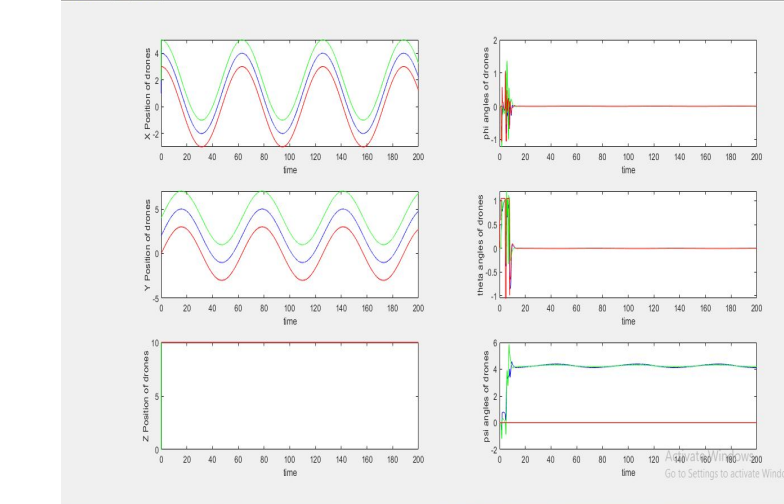 X Position of drones
4
2
0
-2
0 20 40 60 80 100 120 140 160 180 200
time
phi angles of drones
2
1
0
-1
0 20 40 60 80 100 120 140 160 180 200
time
Y Position of drones
5
0
-5
0 20 40 60 80 100 120 140 160 180 200
time
theta angles of drones
1
0.5
0
-0.5
-1
0 20 40 60 80 100 120 140 160 180 200
time
Z Position of drones
10
5
0
0 20 40 60 80 100 120 140 160 180 200
time
psi angles of drones
6
4
2
0
-2
0 20 40 60 80 100 120 140 160 180 200
time
Activate Windows
Go to Settings to activate Windo